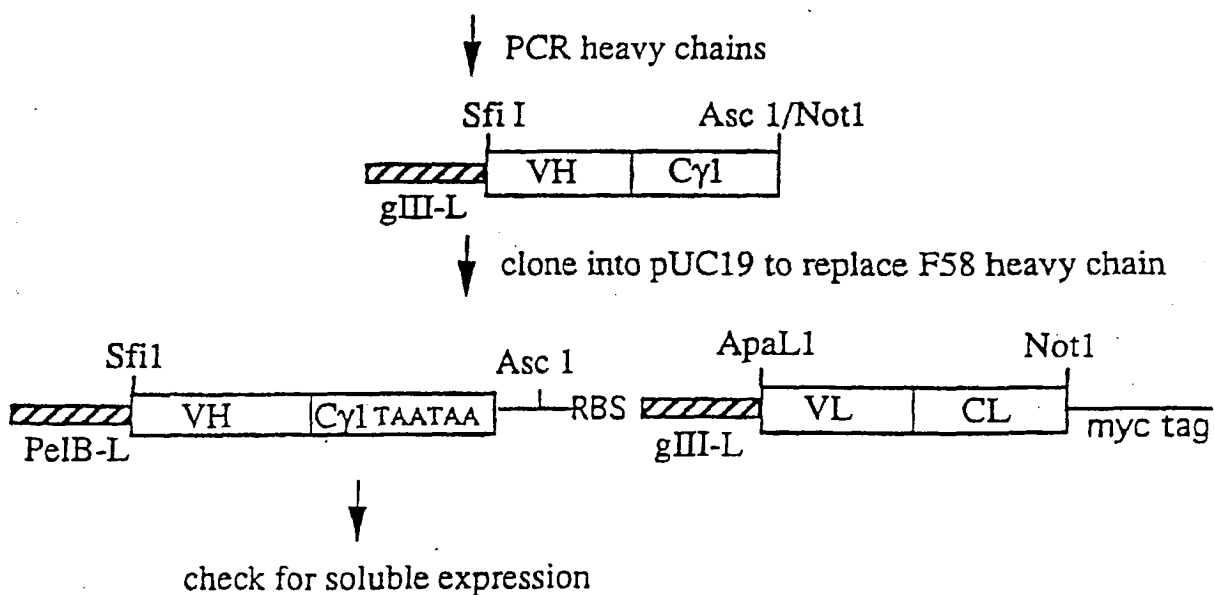 PCR heavy chains
Sfi I Asc 1/Not1
VH Cγ1
gIII-L
clone into pUC19 to replace F58 heavy chain
Sfi1 Asc 1 ApaL1 Not1
VH Cγ1 TAATAA RBS VL CL
PelB-L gIII-L myc tag
check for soluble expression